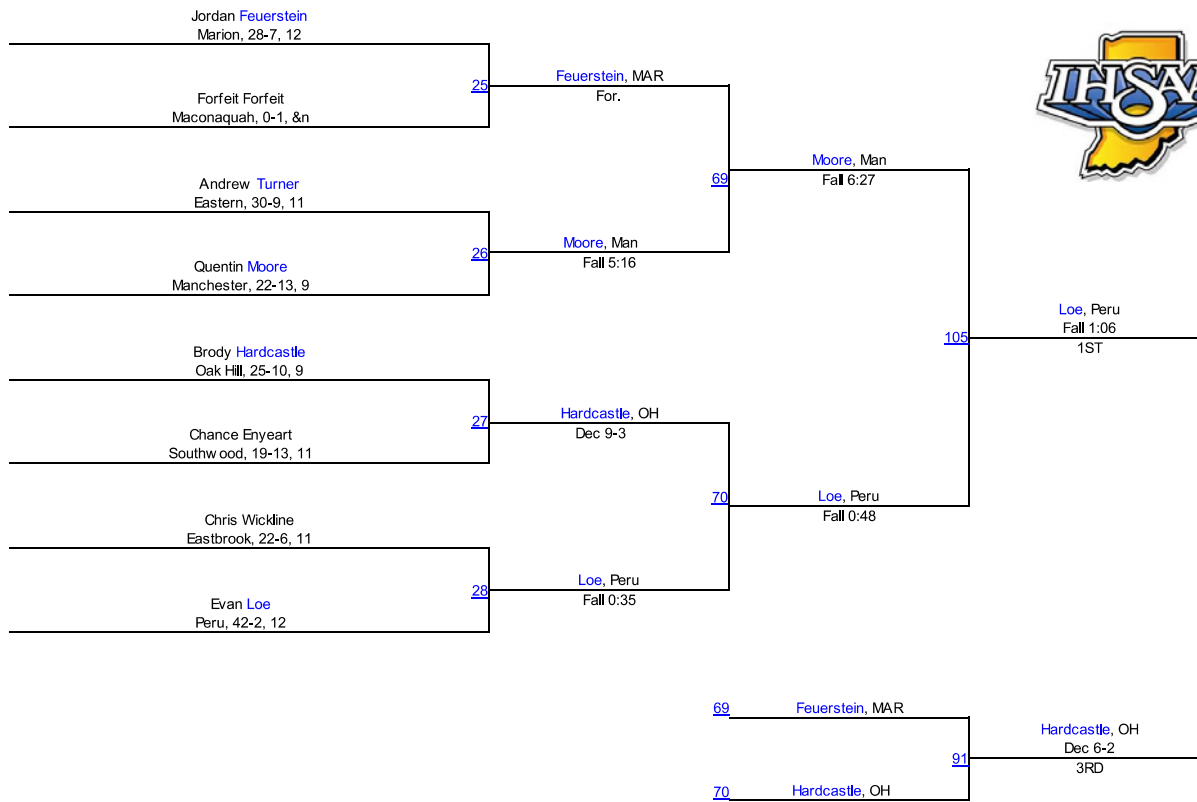 Jordan Feuerstein
Marion, 28-7, 12
25
Feuerstein, MAR
For.
Forfeit Forfeit
Maconaquah, 0-1, &n
IHSAA
69
Moore, Man
Fall 6:27
Andrew Turner
Eastern, 30-9, 11
26
Moore, Man
Fall 5:16
Quentin Moore
Manchester, 22-13, 9
105
Loe, Peru
Fall 1:06
1ST
Brody Hardcastle
Oak Hill, 25-10, 9
27
Hardcastle, OH
Dec 9-3
Chance Enyeart
Southwood, 19-13, 11
70
Loe, Peru
Fall 0:48
Chris Wickline
Eastbrook, 22-6, 11
28
Loe, Peru
Fall 0:35
Evan Loe
Peru, 42-2, 12
69
Feuerstein, MAR
91
Hardcastle, OH
Dec 6-2
3RD
70
Hardcastle, OH